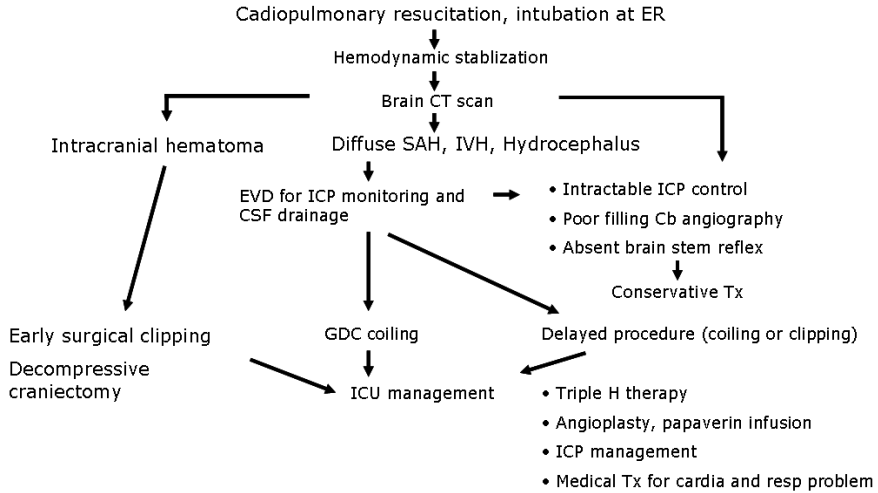 Cadiopulmonary resucitation, intubation at ER
Hemodynamic stablization
Brain CT scan
Intracranial hematoma
Diffuse SAH, IVH, Hydrocephalus
EVD for ICP monitoring and
CSF drainage
• Intractable ICP control
• Poor filling Cb angiography
• Absent brain stem reflex
Conservative Tx
Early surgical clipping
Decompressive
craniectomy
GDC coiling
Delayed procedure (coiling or clipping)
ICU management
• Triple H therapy
• Angioplasty, papaverin infusion
• ICP management
• Medical Tx for cardia and resp problem